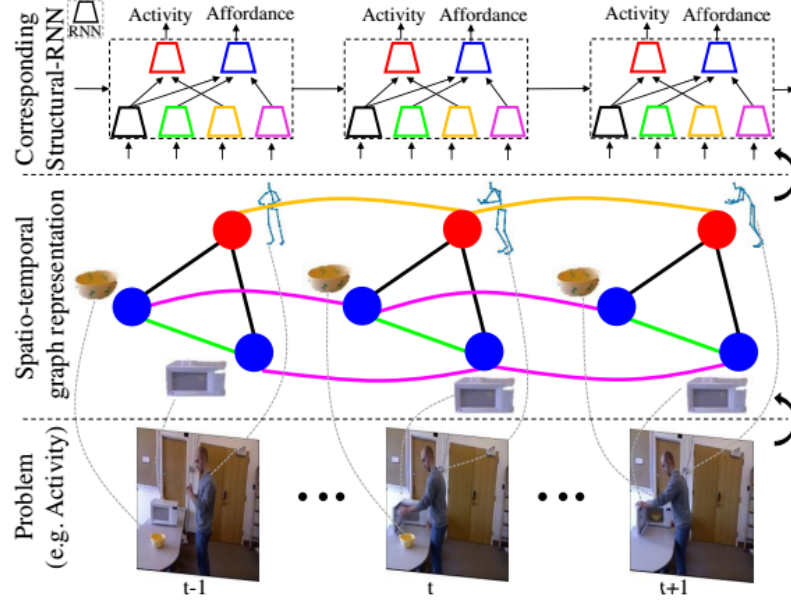 Activity Affordance
Activity Affordance
Activity Affordance
RNN
Corresponding
Structural-RNN
Spatio-temporal
graph representation
Problem
(e.g. Activity)
t-1
t
t+1